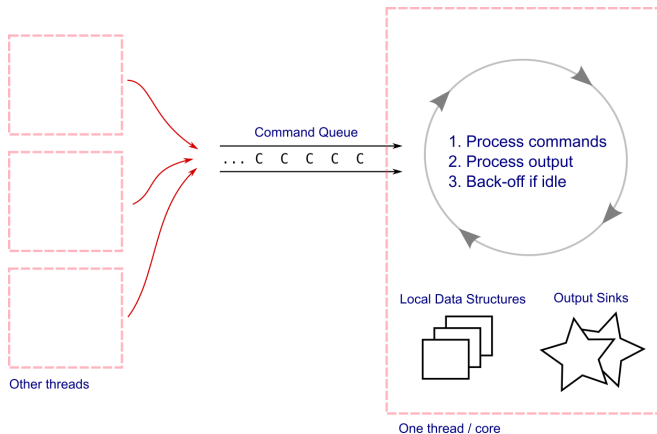 Command Queue
... C C C C C
1. Process commands
2. Process output
3. Back-off if idle
Local Data Structures
Output Sinks
Other threads
One thread / core